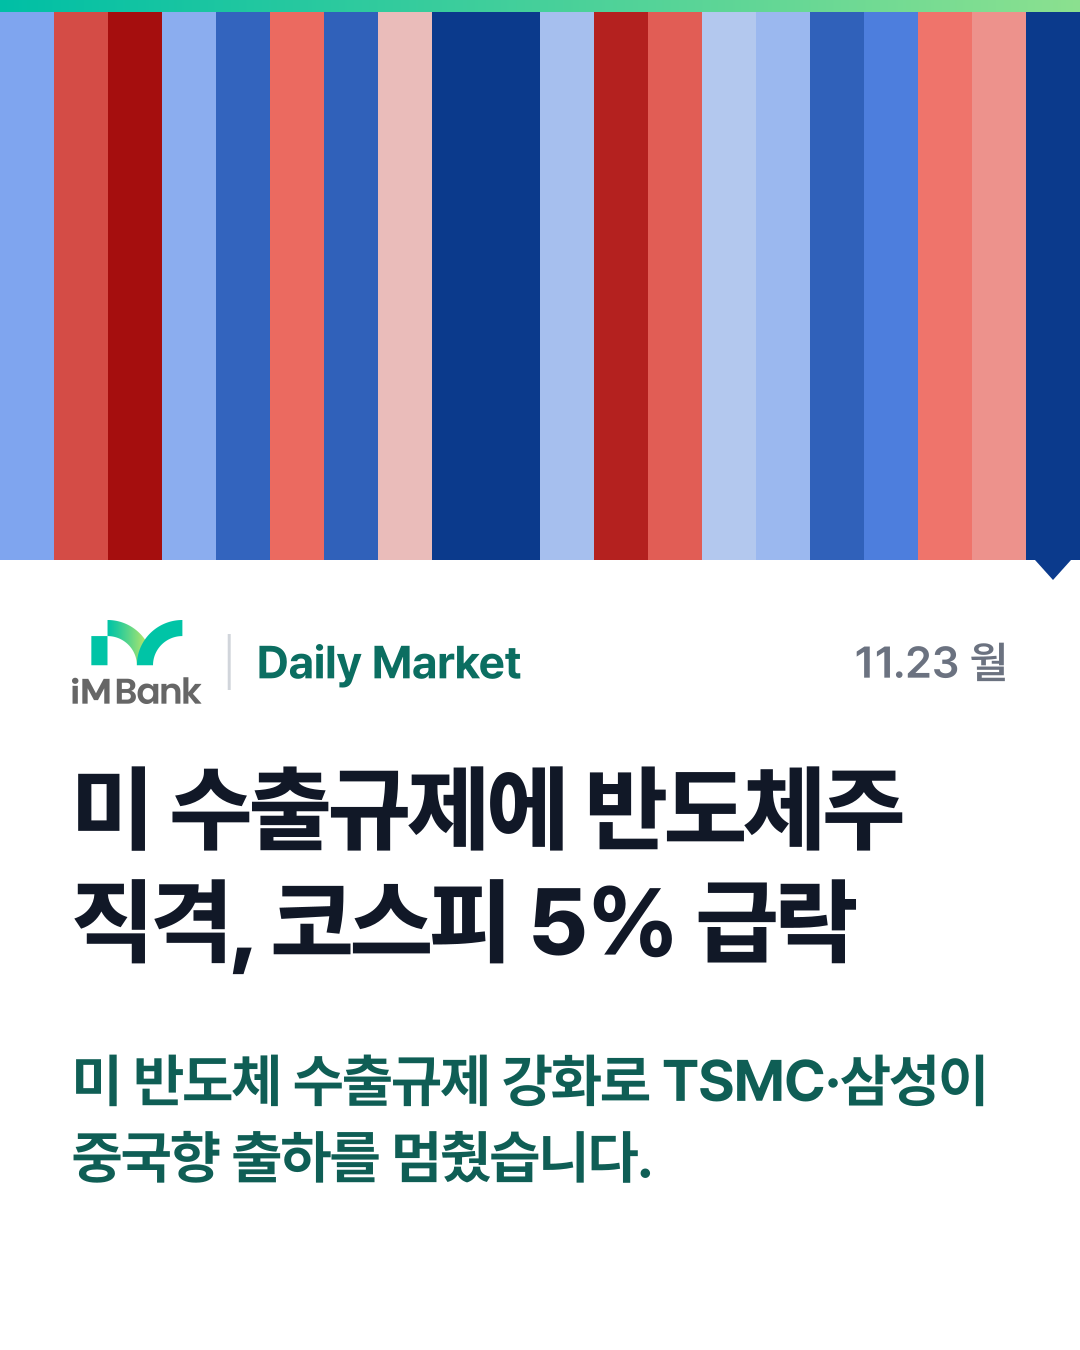 iM Bank
Daily Market
11.23 월
미 수출규제에 반도체주
직격, 코스피 5% 급락
미 반도체 수출규제 강화로 TSMC·삼성이
중국향 출하를 멈췄습니다.